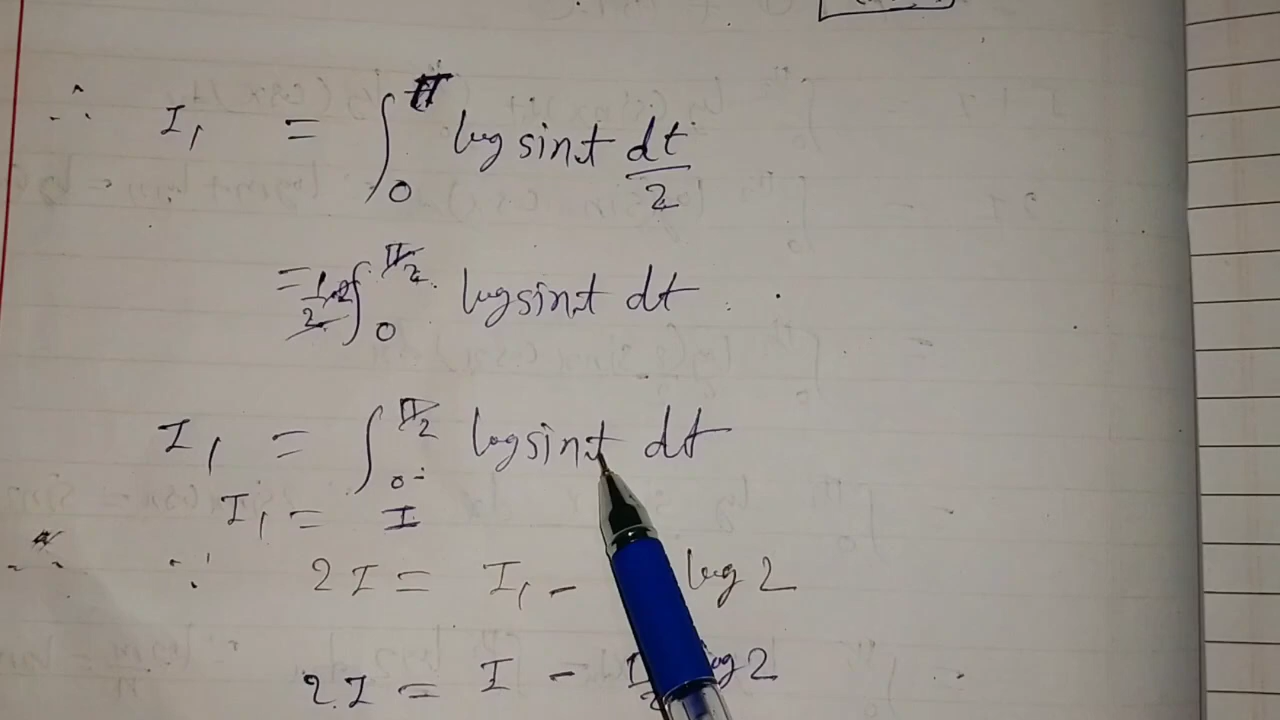 ∴ I₁ = ∫₀^π log sint dt/2
= 1/2·2 ∫₀^{π/2} log sint dt
I₁ = ∫₀^{π/2} log sint dt
I₁ = I
∴ ∵ 2I = I₁ - log 2
2I = I - log 2